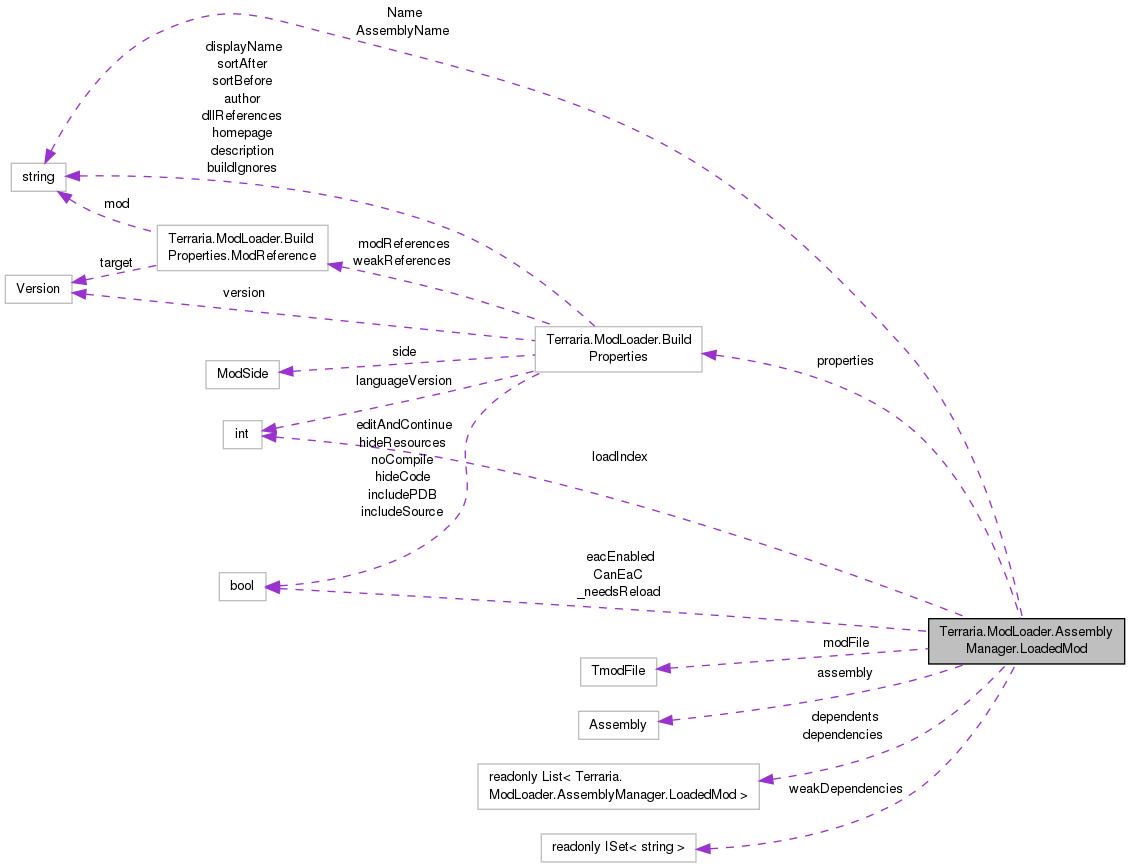 Name
AssemblyName
displayName
sortAfter
sortBefore
author
dllReferences
homepage
description
buildIgnores
string
mod
Terraria.ModLoader.Build
Properties.ModReference
modReferences
weakReferences
target
Version
version
Terraria.ModLoader.Build
Properties
side
ModSide
properties
languageVersion
int
editAndContinue
hideResources
noCompile
hideCode
includePDB
includeSource
loadIndex
bool
eacEnabled
CanEaC
_needsReload
Terraria.ModLoader.Assembly
Manager.LoadedMod
modFile
TmodFile
assembly
Assembly
dependents
dependencies
readonly List< Terraria.
ModLoader.AssemblyManager.LoadedMod >
weakDependencies
readonly ISet< string >